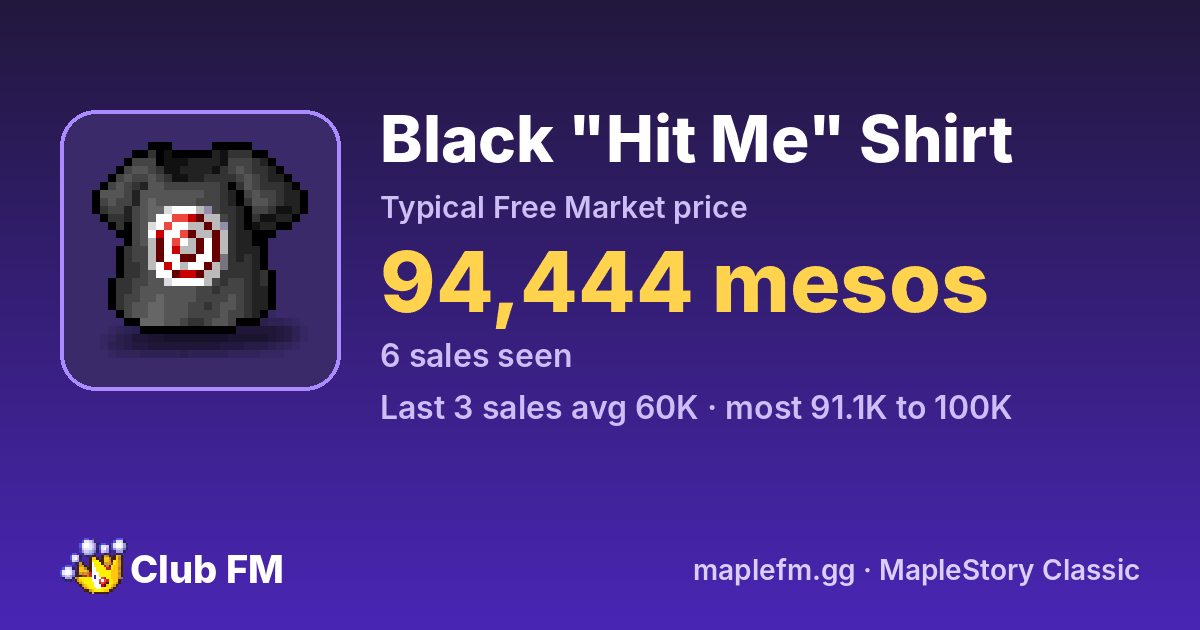 Black "Hit Me" Shirt
Typical Free Market price
94,444 mesos
6 sales seen
Last 3 sales avg 60K · most 91.1K to 100K
Club FM
maplefm.gg · MapleStory Classic